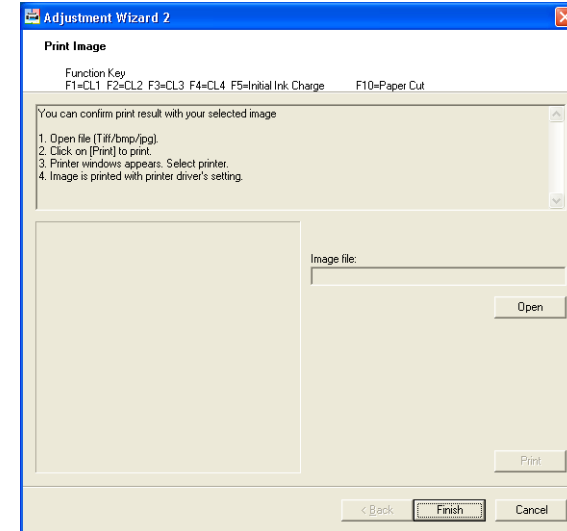 Adjustment Wizard 2
Print Image
Function Key
F1=CL1 F2=CL2 F3=CL3 F4=CL4 F5=Initial Ink Charge F10=Paper Cut
You can confirm print result with your selected image
1. Open file (Tiff/bmp/jpg).
2. Click on [Print] to print.
3. Printer windows appears. Select printer.
4. Image is printed with printer driver's setting.
Image file:
Open
Print
< Back Finish Cancel